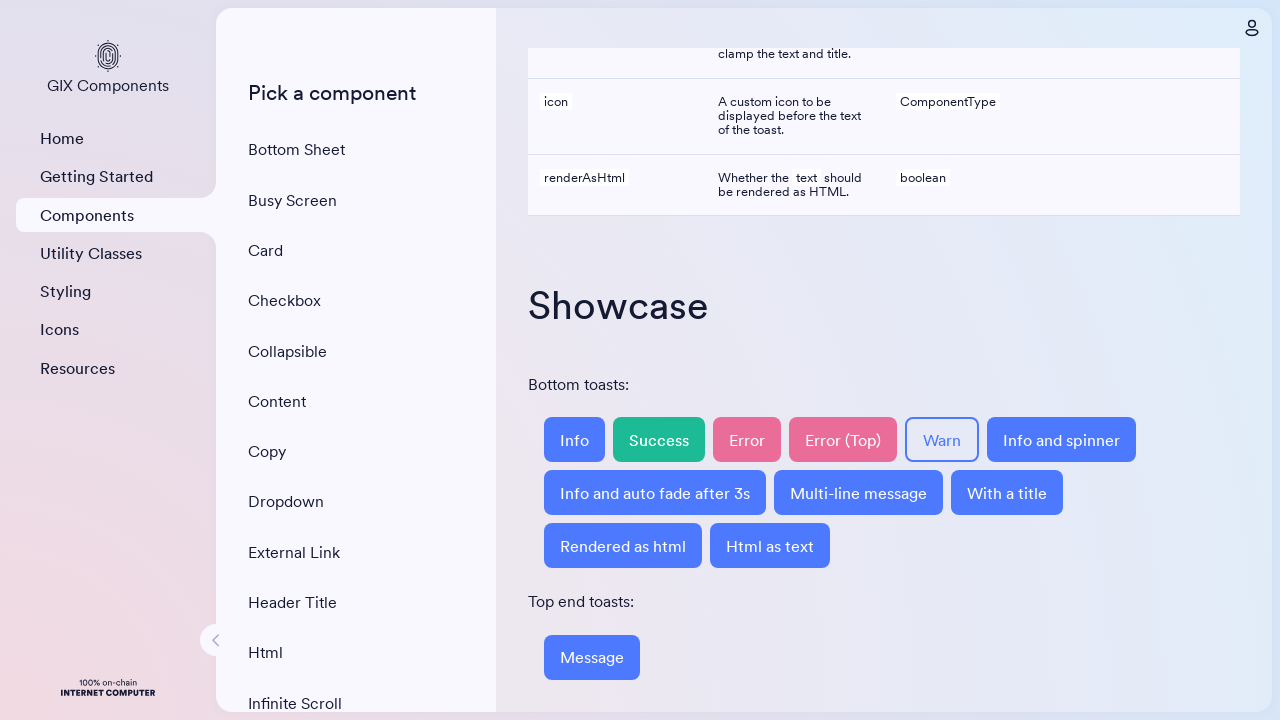 GIX Components
Home
Getting Started
Components
Utility Classes
Styling
Icons
Resources
100% on-chain
INTERNET COMPUTER
Pick a component
Bottom Sheet
Busy Screen
Card
Checkbox
Collapsible
Content
Copy
Dropdown
External Link
Header Title
Html
Infinite Scroll
clamp the text and title.
icon
A custom icon to be
displayed before the text
of the toast.
ComponentType
renderAsHtml
Whether the text should
be rendered as HTML.
boolean
Showcase
Bottom toasts:
Info
Success
Error
Error (Top)
Warn
Info and spinner
Info and auto fade after 3s
Multi-line message
With a title
Rendered as html
Html as text
Top end toasts:
Message